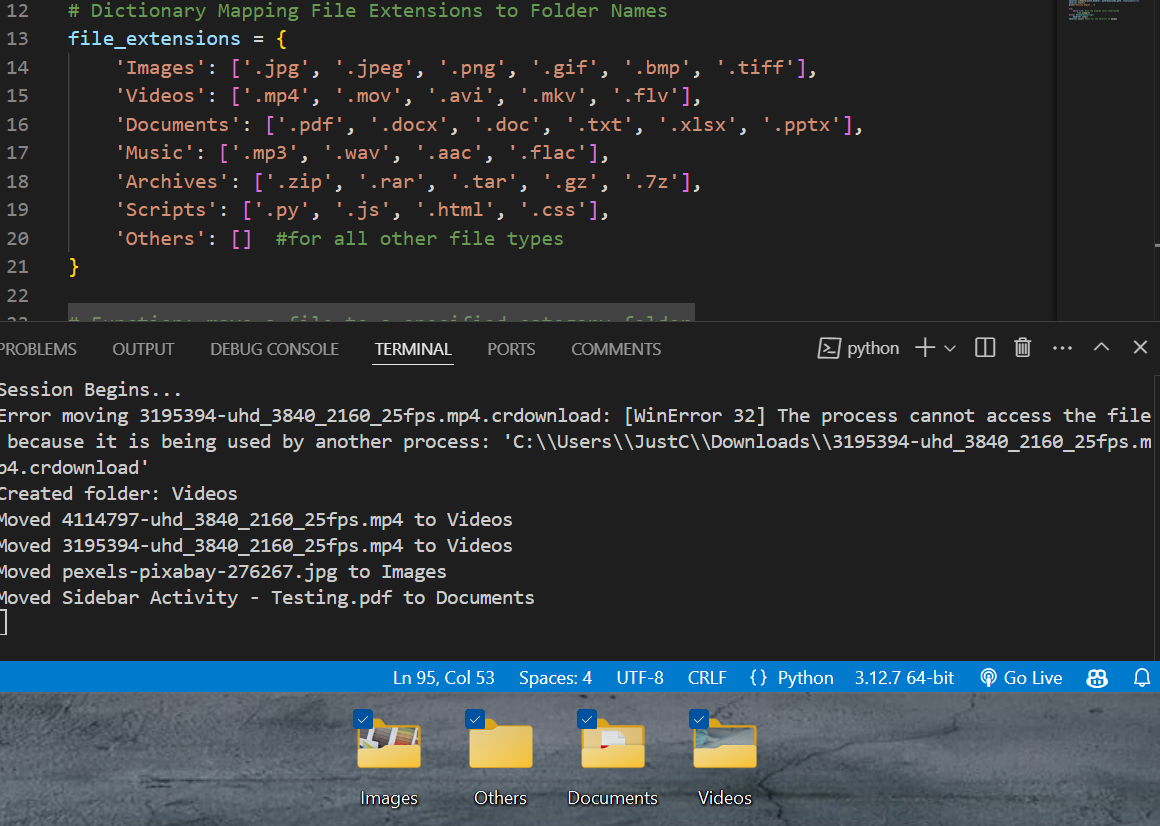 12 # Dictionary Mapping File Extensions to Folder Names
13 file_extensions = {
14 'Images': ['.jpg', '.jpeg', '.png', '.gif', '.bmp', '.tiff'],
15 'Videos': ['.mp4', '.mov', '.avi', '.mkv', '.flv'],
16 'Documents': ['.pdf', '.docx', '.doc', '.txt', '.xlsx', '.pptx'],
17 'Music': ['.mp3', '.wav', '.aac', '.flac'],
18 'Archives': ['.zip', '.rar', '.tar', '.gz', '.7z'],
19 'Scripts': ['.py', '.js', '.html', '.css'],
20 'Others': [] #for all other file types
21 }
22
PROBLEMS OUTPUT DEBUG CONSOLE TERMINAL PORTS COMMENTS python
Session Begins...
Error moving 3195394-uhd_3840_2160_25fps.mp4.crdownload: [WinError 32] The process cannot access the file
because it is being used by another process: 'C:\\Users\\JustC\\Downloads\\3195394-uhd_3840_2160_25fps.m
p4.crdownload'
Created folder: Videos
Moved 4114797-uhd_3840_2160_25fps.mp4 to Videos
Moved 3195394-uhd_3840_2160_25fps.mp4 to Videos
Moved pexels-pixabay-276267.jpg to Images
Moved Sidebar Activity - Testing.pdf to Documents
Ln 95, Col 53 Spaces: 4 UTF-8 CRLF {} Python 3.12.7 64-bit Go Live
Images Others Documents Videos